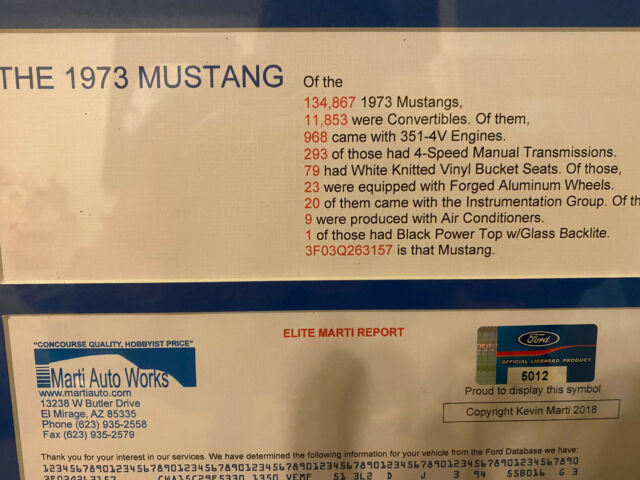 THE 1973 MUSTANG
Of the
134,867 1973 Mustangs,
11,853 were Convertibles. Of them,
968 came with 351-4V Engines.
293 of those had 4-Speed Manual Transmissions.
79 had White Knitted Vinyl Bucket Seats. Of those,
23 were equipped with Forged Aluminum Wheels.
20 of them came with the Instrumentation Group. Of th
9 were produced with Air Conditioners.
1 of those had Black Power Top w/Glass Backlite.
3F03Q263157 is that Mustang.
ELITE MARTI REPORT
"CONCOURSE QUALITY, HOBBYIST PRICE"
Marti Auto Works
www.martiauto.com
13238 W Butler Drive
El Mirage, AZ 85335
Phone (623) 935-2558
Fax (623) 935-2579
Ford
OFFICIAL LICENSED PRODUCT
5012
Proud to display this symbol
Copyright Kevin Marti 2018
Thank you for your interest in our services. We have determined the following information for your vehicle from the Ford Database we have:
1234567890123456789012345678901234567890123456789012345678901234567890